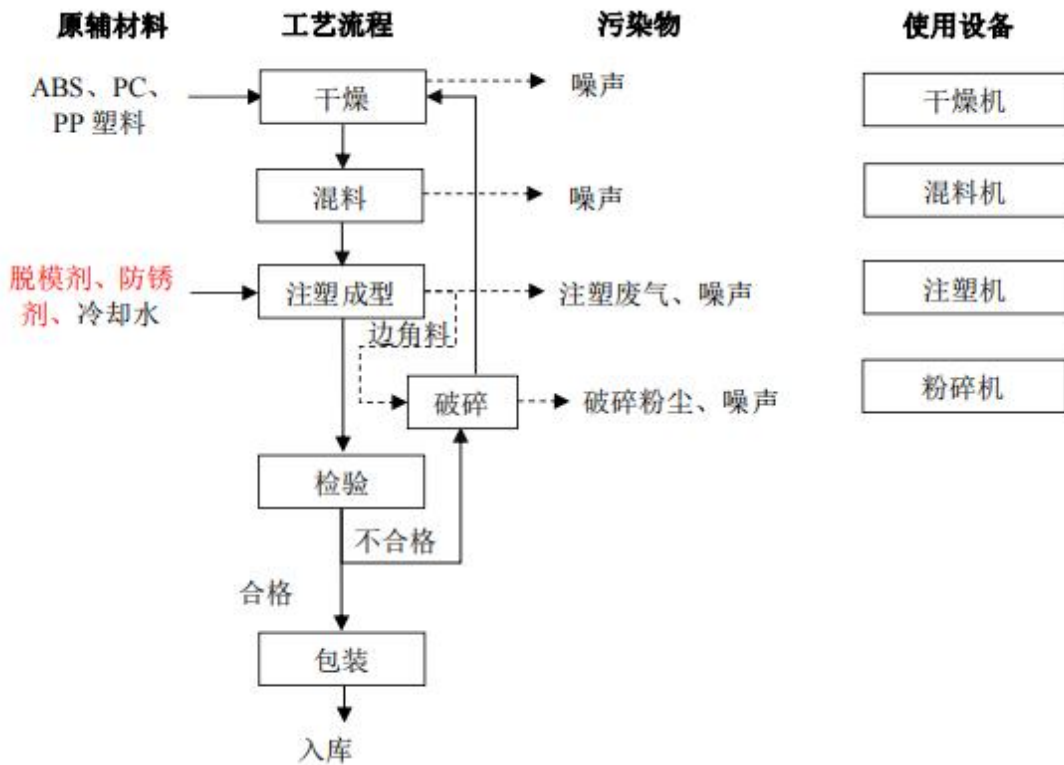 原辅材料 工艺流程 污染物 使用设备
ABS、PC、
PP 塑料
干燥
噪声
干燥机
混料
噪声
混料机
脱模剂、防锈
剂、冷却水
注塑成型
注塑废气、噪声
注塑机
边角料
破碎
破碎粉尘、噪声
粉碎机
检验
不合格
合格
包装
入库